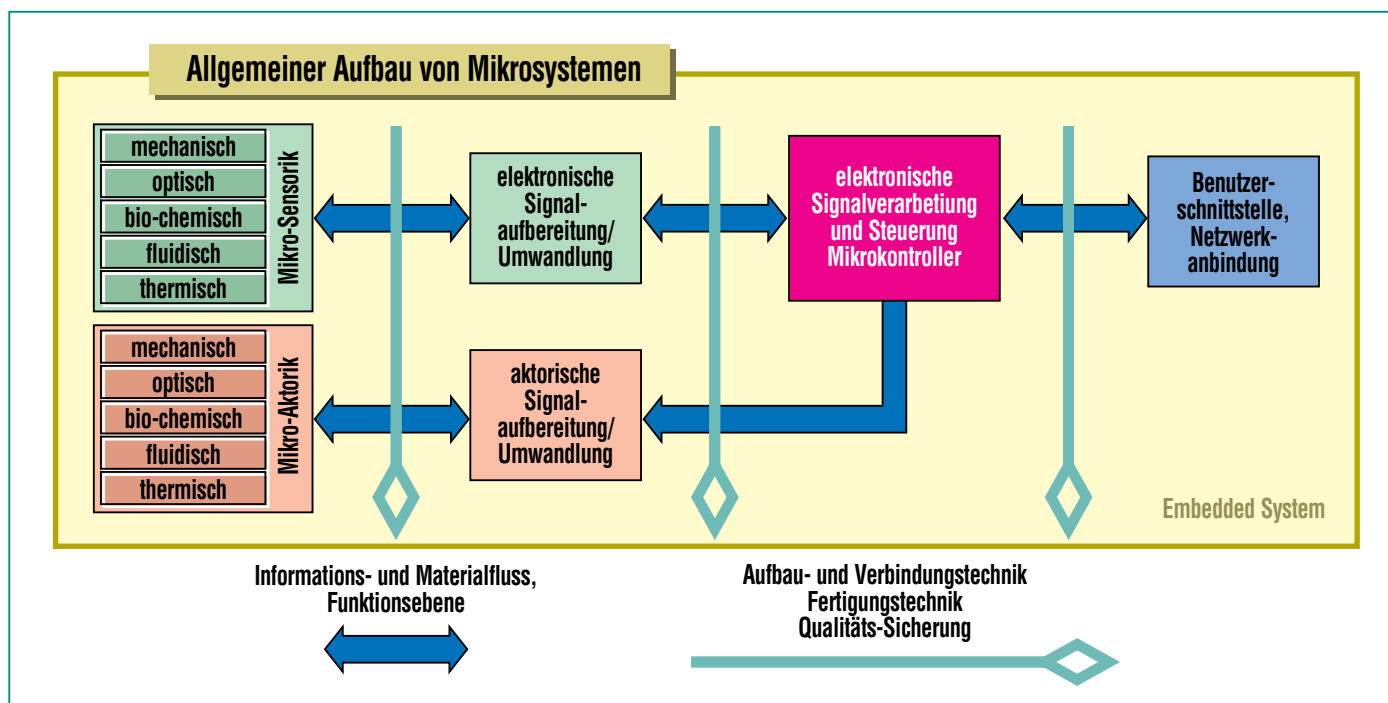 Allgemeiner Aufbau von Mikrosystemen
mechanisch
optisch
bio-chemisch
fluidisch
thermisch
Mikro-Sensorik
elektronische
Signal-
aufbereitung/
Umwandlung
elektronische
Signalverarbetiung
und Steuerung
Mikrokontroller
Benutzer-
schnittstelle,
Netzwerk-
anbindung
mechanisch
optisch
bio-chemisch
fluidisch
thermisch
Mikro-Aktorik
aktorische
Signal-
aufbereitung/
Umwandlung
Embedded System
Informations- und Materialfluss,
Funktionsebene
Aufbau- und Verbindungstechnik
Fertigungstechnik
Qualitäts-Sicherung